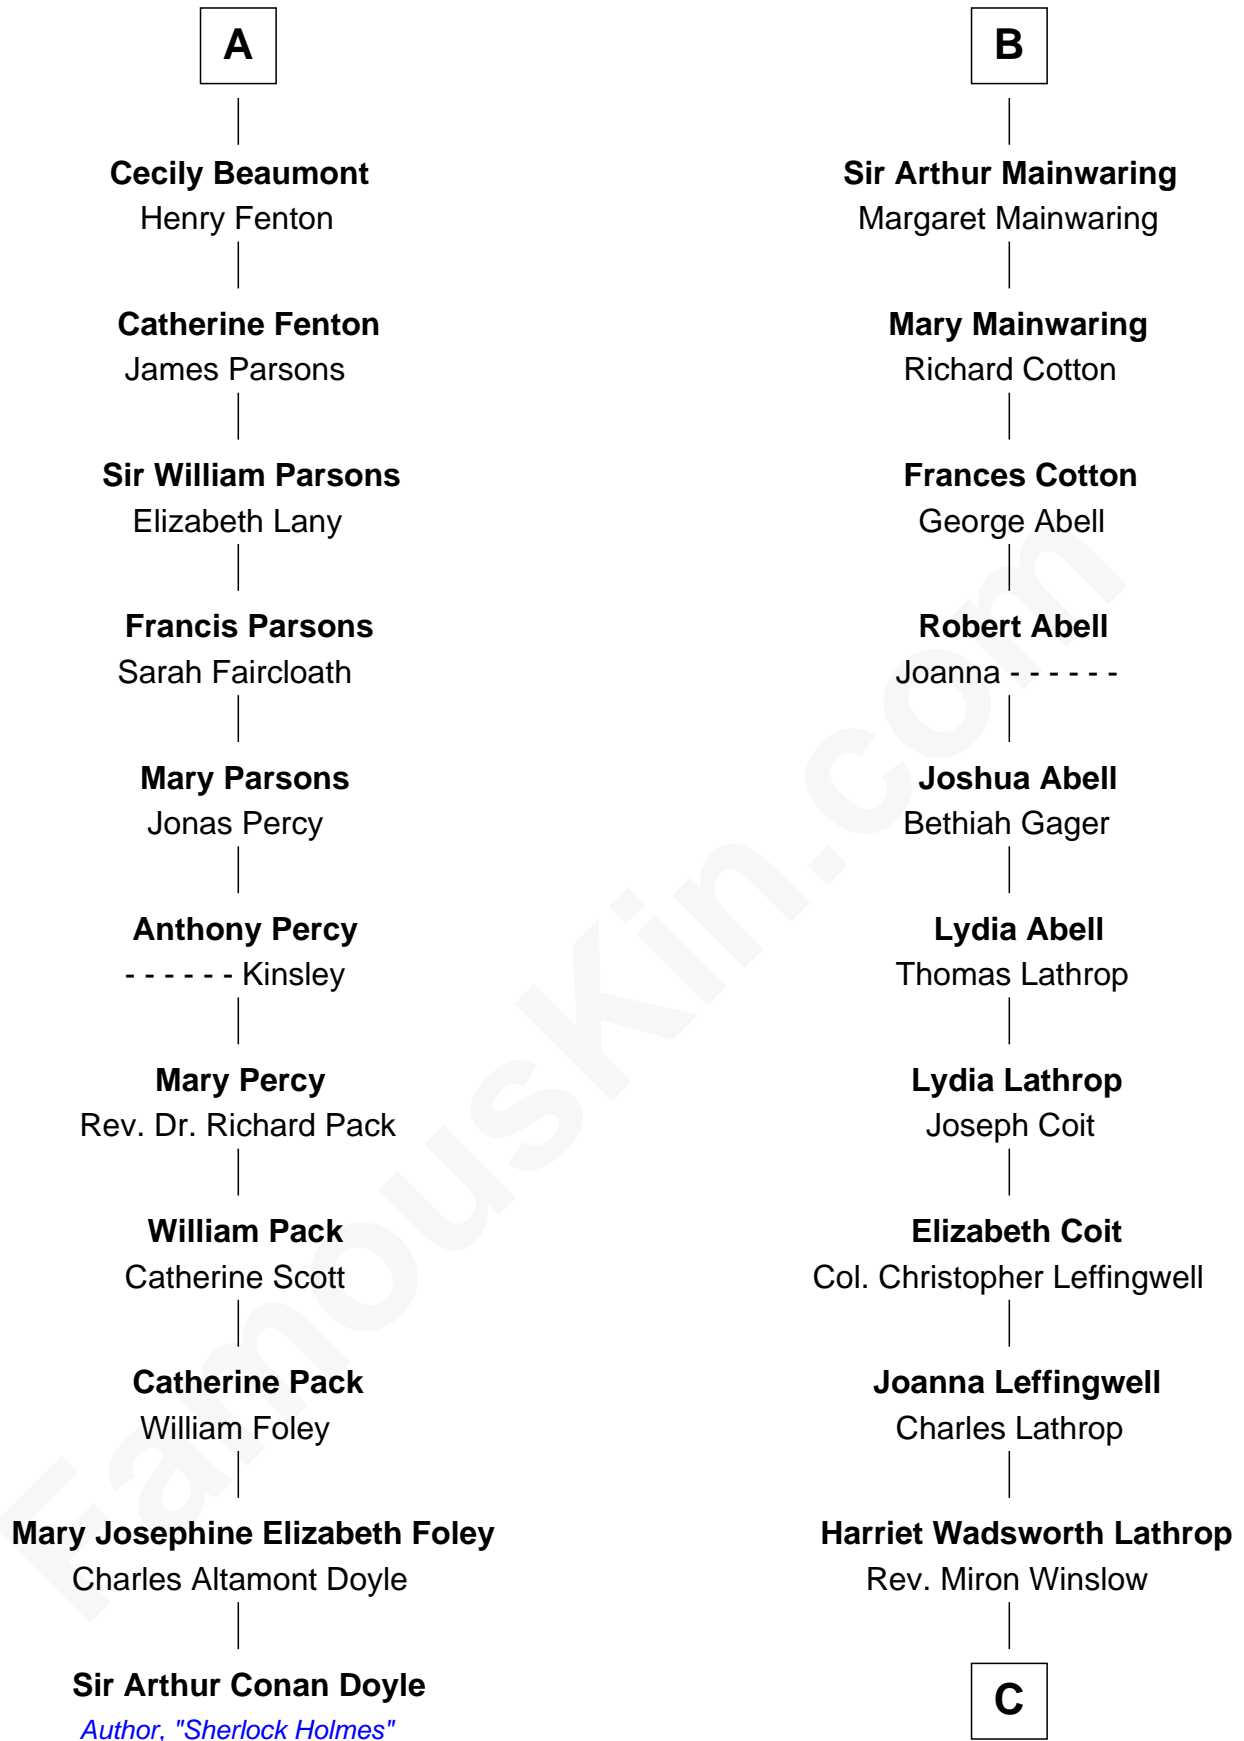 A
Cecily Beaumont
Henry Fenton
Catherine Fenton
James Parsons
Sir William Parsons
Elizabeth Lany
Francis Parsons
Sarah Faircloath
Mary Parsons
Jonas Percy
Anthony Percy
- - - - - - Kinsley
Mary Percy
Rev. Dr. Richard Pack
William Pack
Catherine Scott
Catherine Pack
William Foley
Mary Josephine Elizabeth Foley
Charles Altamont Doyle
Sir Arthur Conan Doyle
Author, "Sherlock Holmes"
B
Sir Arthur Mainwaring
Margaret Mainwaring
Mary Mainwaring
Richard Cotton
Frances Cotton
George Abell
Robert Abell
Joanna - - - - - -
Joshua Abell
Bethiah Gager
Lydia Abell
Thomas Lathrop
Lydia Lathrop
Joseph Coit
Elizabeth Coit
Col. Christopher Leffingwell
Joanna Leffingwell
Charles Lathrop
Harriet Wadsworth Lathrop
Rev. Miron Winslow
C
FamousKin.com